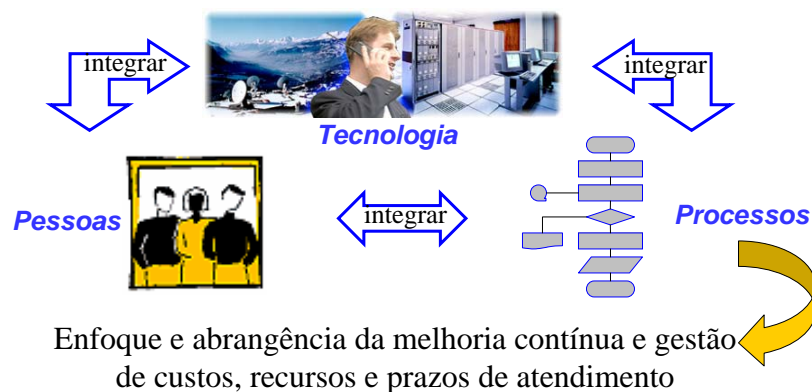 integrar
integrar
Tecnologia
Pessoas
integrar
Processos
Enfoque e abrangência da melhoria contínua e gestão
de custos, recursos e prazos de atendimento